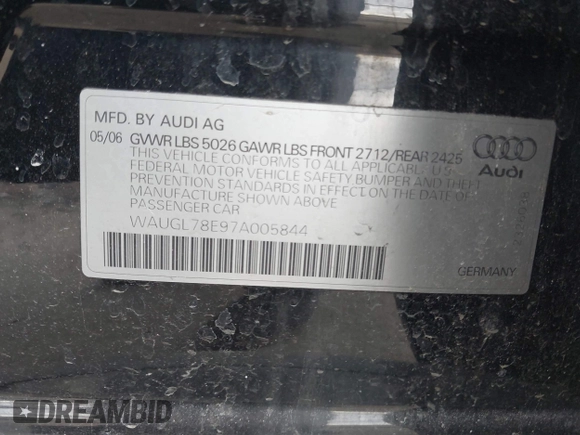 MFD. BY AUDI AG
05/06 GVWR LBS 5026 GAWR LBS FRONT 2712/REAR 2425
THIS VEHICLE CONFORMS TO ALL APPLICABLE U.S.
FEDERAL MOTOR VEHICLE SAFETY BUMPER AND THEFT
PREVENTION STANDARDS IN EFFECT ON THE DATE OF
MANUFACTURE SHOWN ABOVE
PASSENGER CAR
WAUGL78E97A005844
Audi
GERMANY
DREAMBID